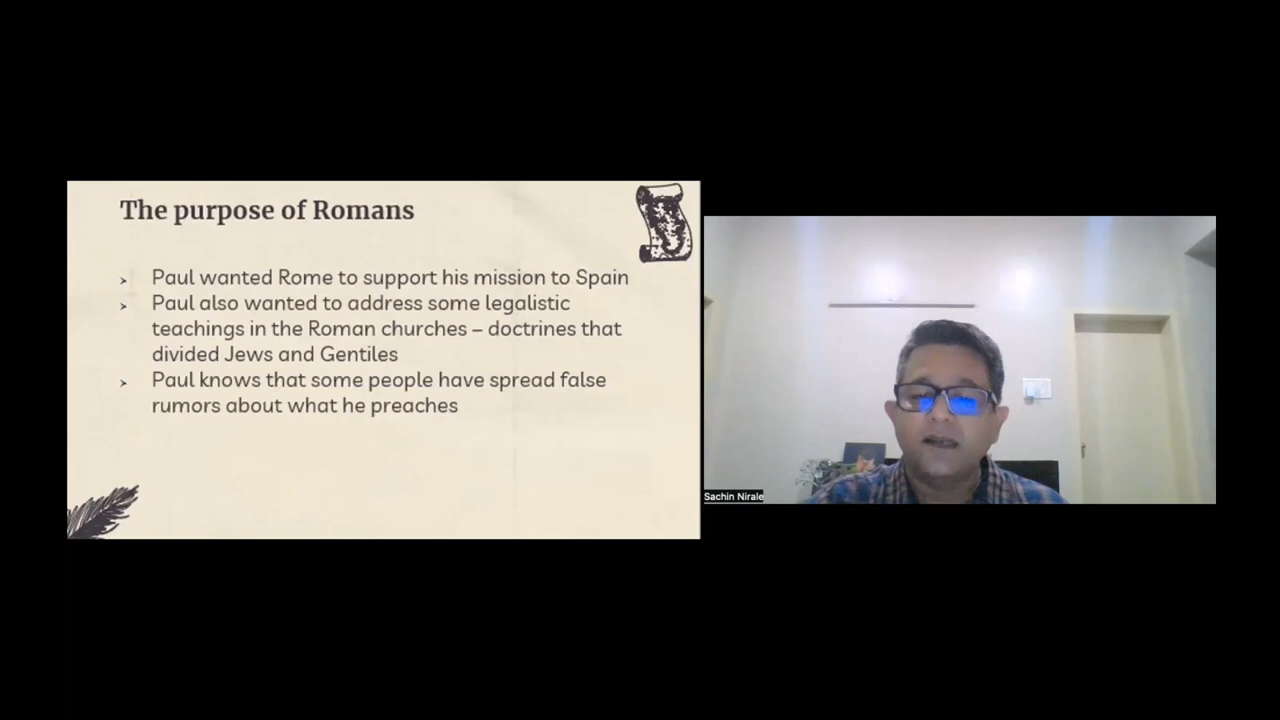 The purpose of Romans
➢ Paul wanted Rome to support his mission to Spain
➢ Paul also wanted to address some legalistic
teachings in the Roman churches – doctrines that
divided Jews and Gentiles
➢ Paul knows that some people have spread false
rumors about what he preaches
Sachin Nirale